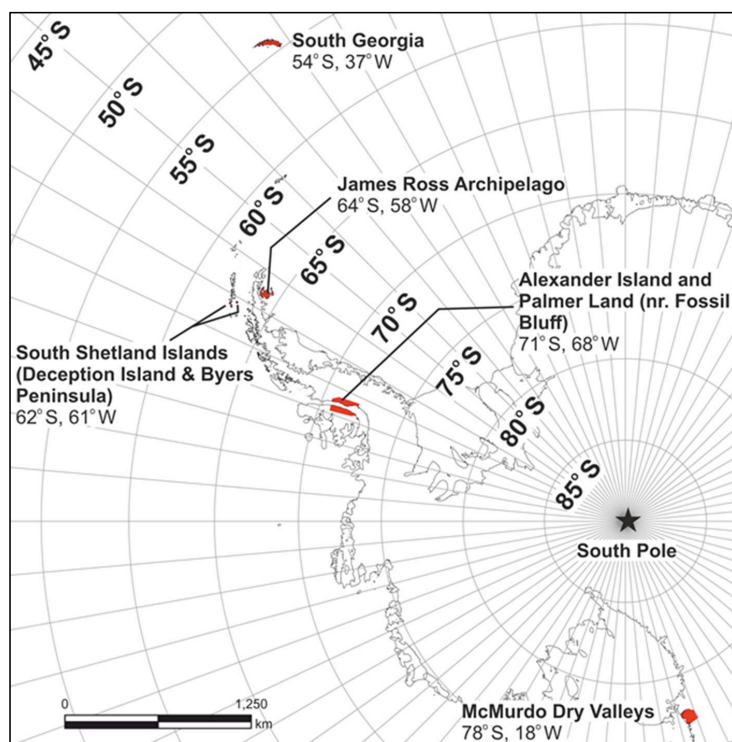 South Georgia
54°S, 37°W
45°S
50°S
55°S
60°S
65°S
70°S
75°S
80°S
85°S
James Ross Archipelago
64°S, 58°W
Alexander Island and
Palmer Land (nr. Fossil
Bluff)
71°S, 68°W
South Shetland Islands
(Deception Island & Byers
Peninsula)
62°S, 61°W
South Pole
McMurdo Dry Valleys
78°S, 18°W
0 1,250
km